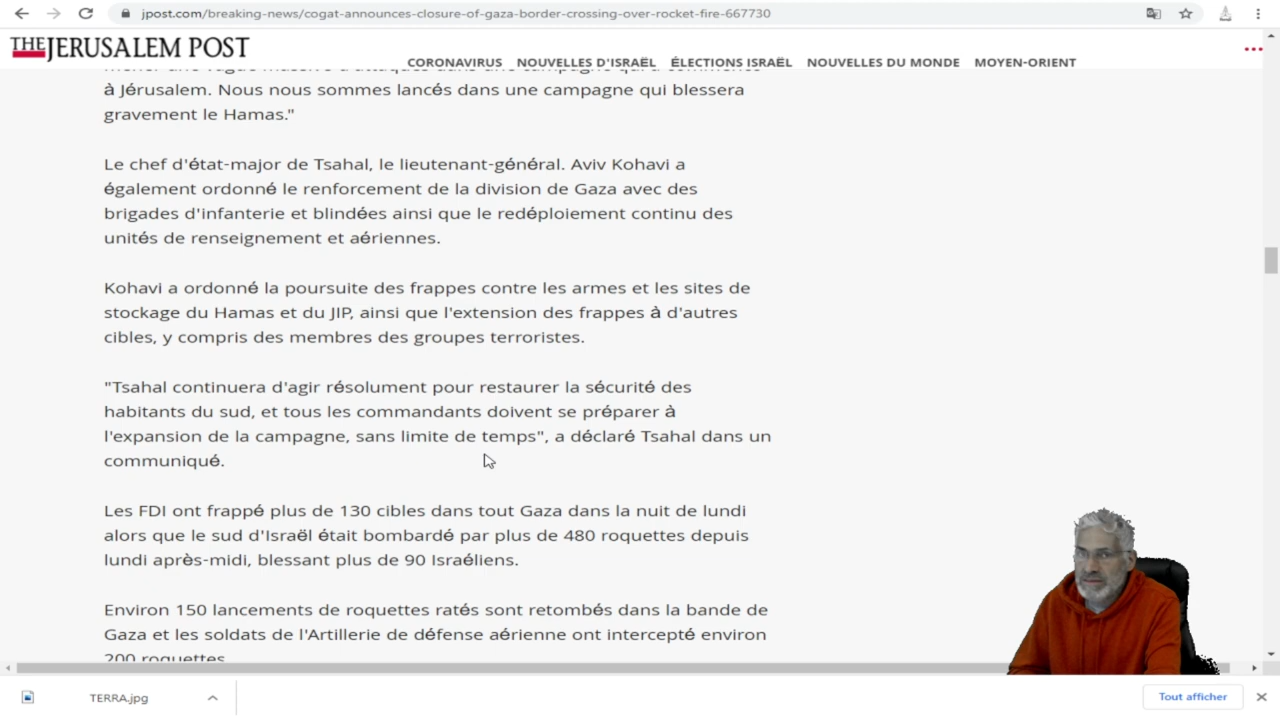 jpost.com/breaking-news/cogat-announces-closure-of-gaza-border-crossing-over-rocket-fire-667730
THE JERUSALEM POST
CORONAVIRUS NOUVELLES D'ISRAËL ÉLECTIONS ISRAËL NOUVELLES DU MONDE MOYEN-ORIENT
à Jérusalem. Nous nous sommes lancés dans une campagne qui blessera
gravement le Hamas."
Le chef d'état-major de Tsahal, le lieutenant-général. Aviv Kohavi a
également ordonné le renforcement de la division de Gaza avec des
brigades d'infanterie et blindées ainsi que le redéploiement continu des
unités de renseignement et aériennes.
Kohavi a ordonné la poursuite des frappes contre les armes et les sites de
stockage du Hamas et du JIP, ainsi que l'extension des frappes à d'autres
cibles, y compris des membres des groupes terroristes.
"Tsahal continuera d'agir résolument pour restaurer la sécurité des
habitants du sud, et tous les commandants doivent se préparer à
l'expansion de la campagne, sans limite de temps", a déclaré Tsahal dans un
communiqué.
Les FDI ont frappé plus de 130 cibles dans tout Gaza dans la nuit de lundi
alors que le sud d'Israël était bombardé par plus de 480 roquettes depuis
lundi après-midi, blessant plus de 90 Israéliens.
Environ 150 lancements de roquettes ratés sont retombés dans la bande de
Gaza et les soldats de l'Artillerie de défense aérienne ont intercepté environ
200 roquettes
TERRA.jpg
Tout afficher